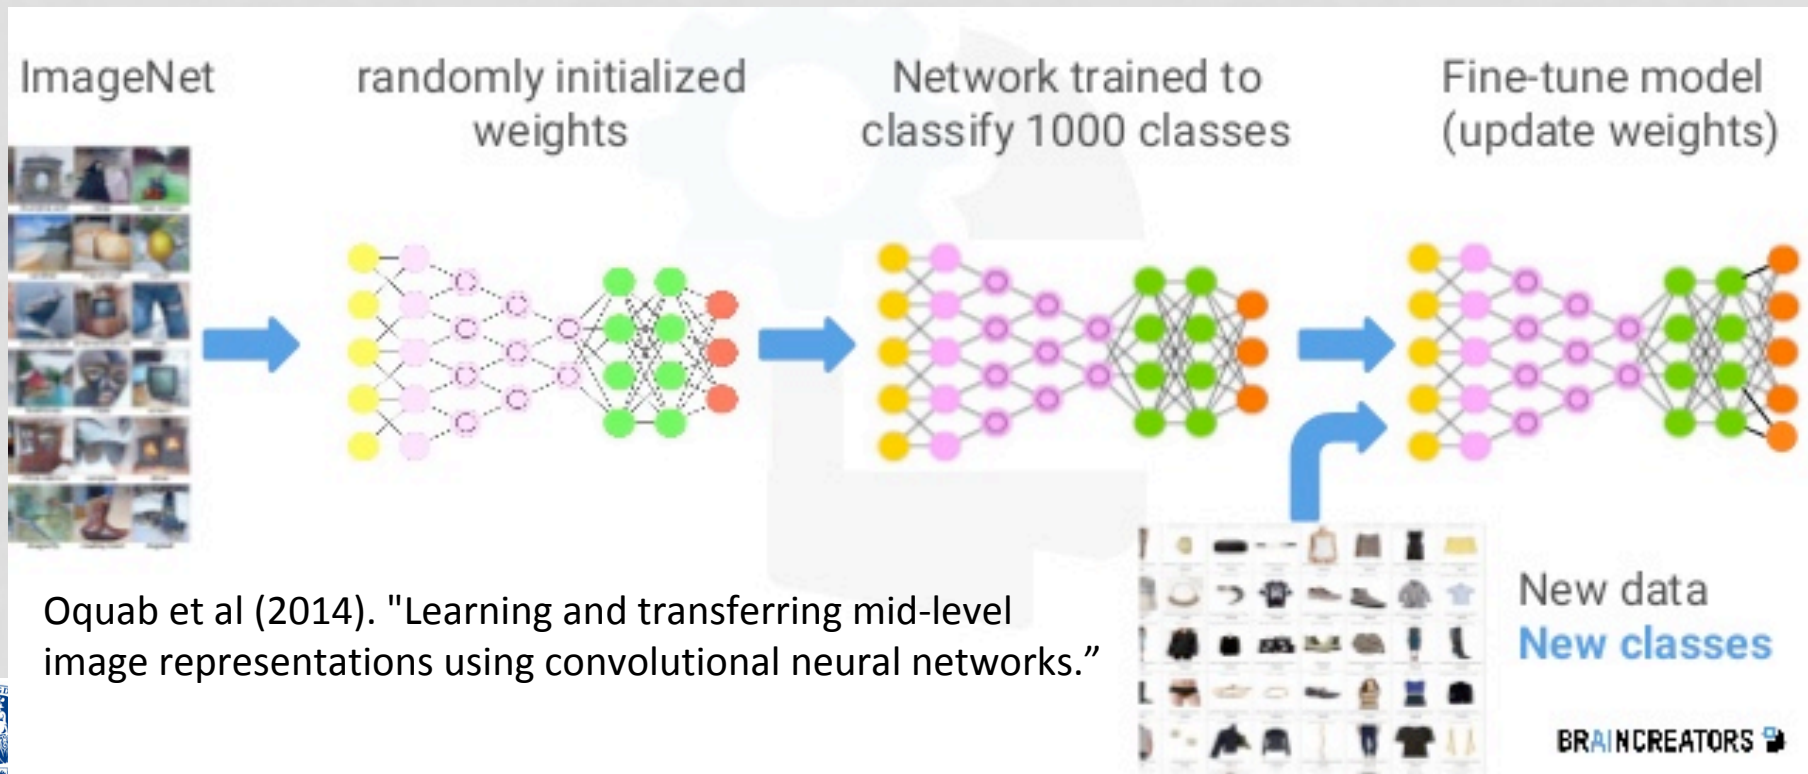 ImageNet
randomly initialized
weights
Network trained to
classify 1000 classes
Fine-tune model
(update weights)
Oquab et al (2014). "Learning and transferring mid-level
image representations using convolutional neural networks.”
New data
New classes
BRAINCREATORS